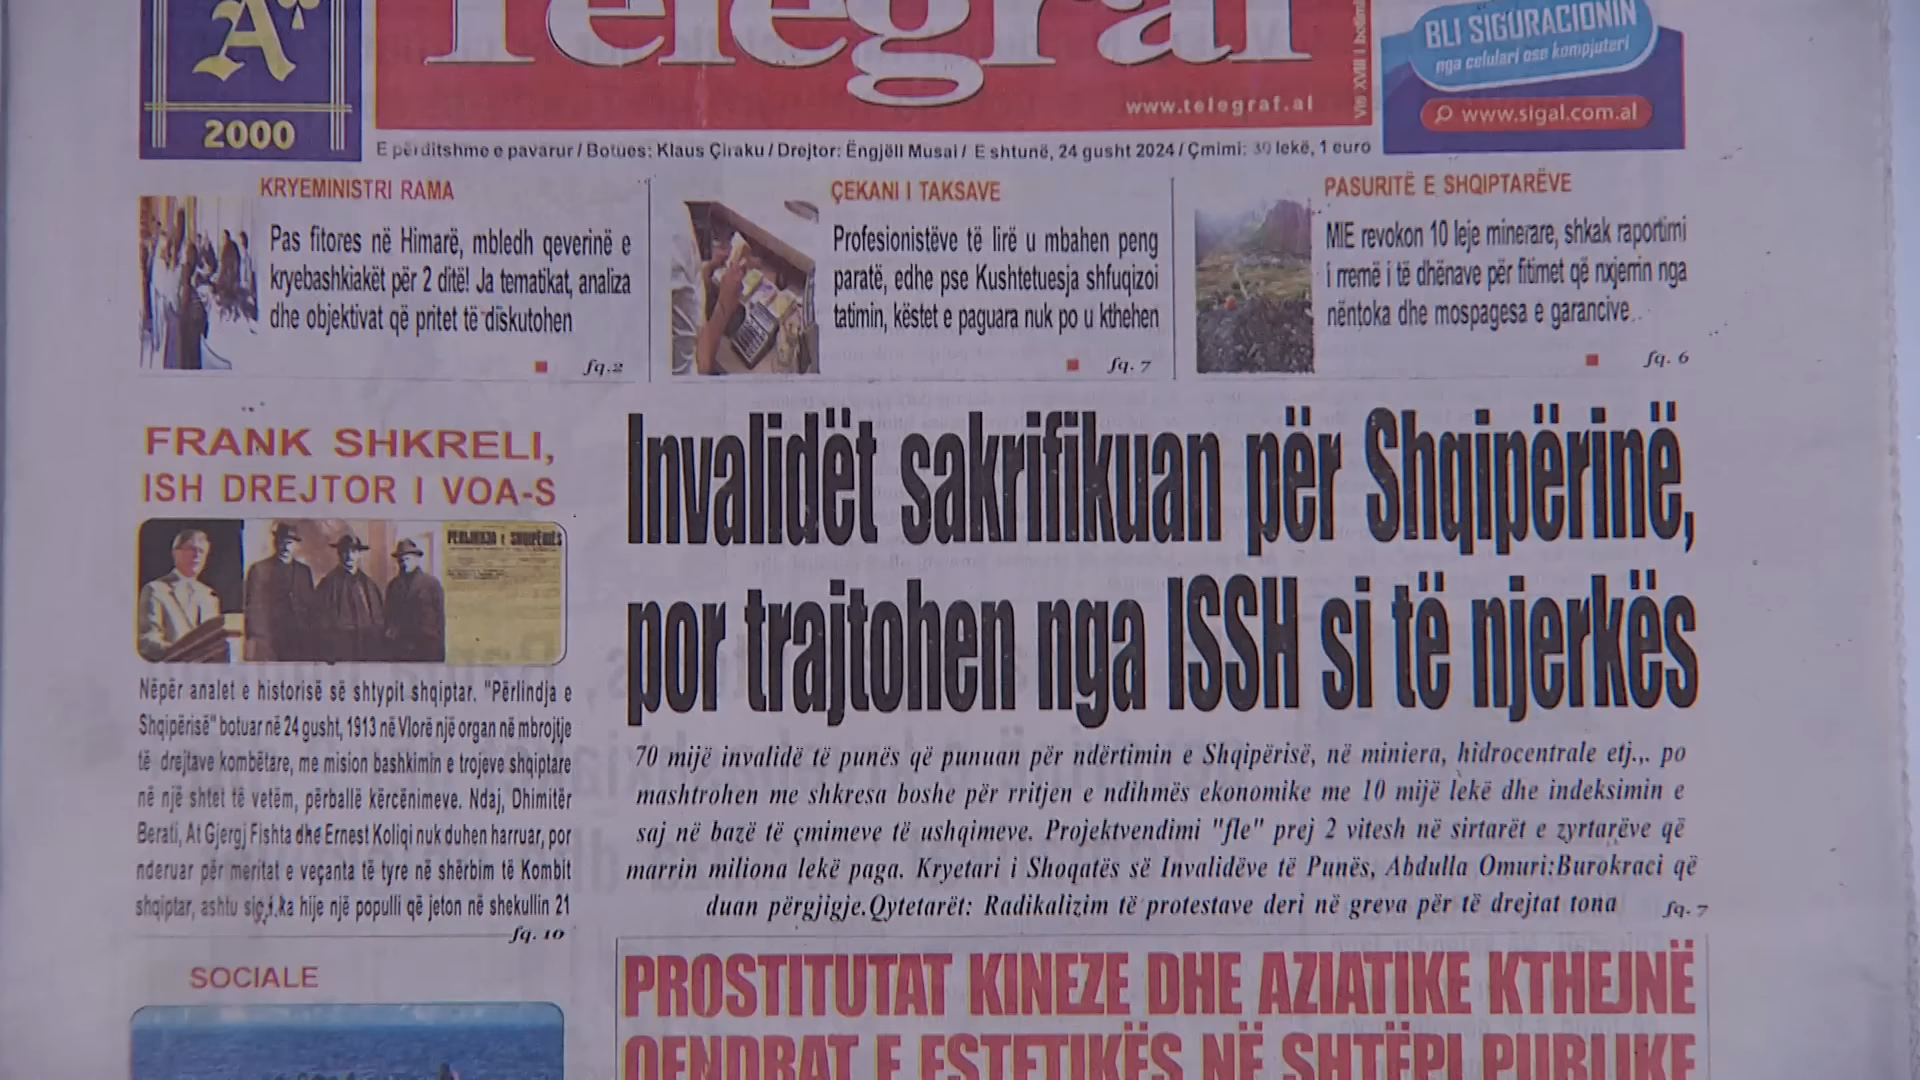 A
2000
Telegraf
www.telegraf.al
Viti XVIII i botimit
BLI SIGURACIONIN
nga celulari ose kompjuteri
www.sigal.com.al
E përditshme e pavarur / Botues: Klaus Çiraku / Drejtor: Ëngjëll Musai / E shtunë, 24 gusht 2024 / Çmimi: 30 lekë, 1 euro
KRYEMINISTRI RAMA
Pas fitores në Himarë, mbledh qeverinë e
kryebashkiakët për 2 ditë! Ja tematikat, analiza
dhe objektivat që pritet të diskutohen
fq.2
ÇEKANI I TAKSAVE
Profesionistëve të lirë u mbahen peng
paratë, edhe pse Kushtetuesja shfuqizoi
tatimin, këstet e paguara nuk po u kthehen
fq. 7
PASURITË E SHQIPTARËVE
MIE revokon 10 leje minerare, shkak raportimi
i rremë i të dhënave për fitimet që nxjerrin nga
nëntoka dhe mospagesa e garancive
fq. 6
FRANK SHKRELI,
ISH DREJTOR I VOA-S
PERLINDJA E SHQIPËNIËS
Nëpër analet e historisë së shtypit shqiptar. "Përlindja e
Shqipërisë" botuar në 24 gusht, 1913 në Vlorë një organ në mbrojtje
të drejtave kombëtare, me mision bashkimin e trojeve shqiptare
në një shtet të vetëm, përballë kërcënimeve. Ndaj, Dhimitër
Berati, At Gjergj Fishta dhe Ernest Koliqi nuk duhen harruar, por
nderuar për meritat e veçanta të tyre në shërbim të Kombit
shqiptar, ashtu siç i ka hije një populli që jeton në shekullin 21
fq. 10
SOCIALE
Invalidët sakrifikuan për Shqipërinë,
por trajtohen nga ISSH si të njerkës
70 mijë invalidë të punës që punuan për ndërtimin e Shqipërisë, në miniera, hidrocentrale etj.,. po
mashtrohen me shkresa boshe për rritjen e ndihmës ekonomike me 10 mijë lekë dhe indeksimin e
saj në bazë të çmimeve të ushqimeve. Projektvendimi "fle" prej 2 vitesh në sirtarët e zyrtarëve që
marrin miliona lekë paga. Kryetari i Shoqatës së Invalidëve të Punës, Abdulla Omuri:Burokraci që
duan përgjigje.Qytetarët: Radikalizim të protestave deri në greva për të drejtat tona
fq. 7
PROSTITUTAT KINEZE DHE AZIATIKE KTHEJNË
QENDRAT E ESTETIKËS NË SHTËPI PUBLIKE